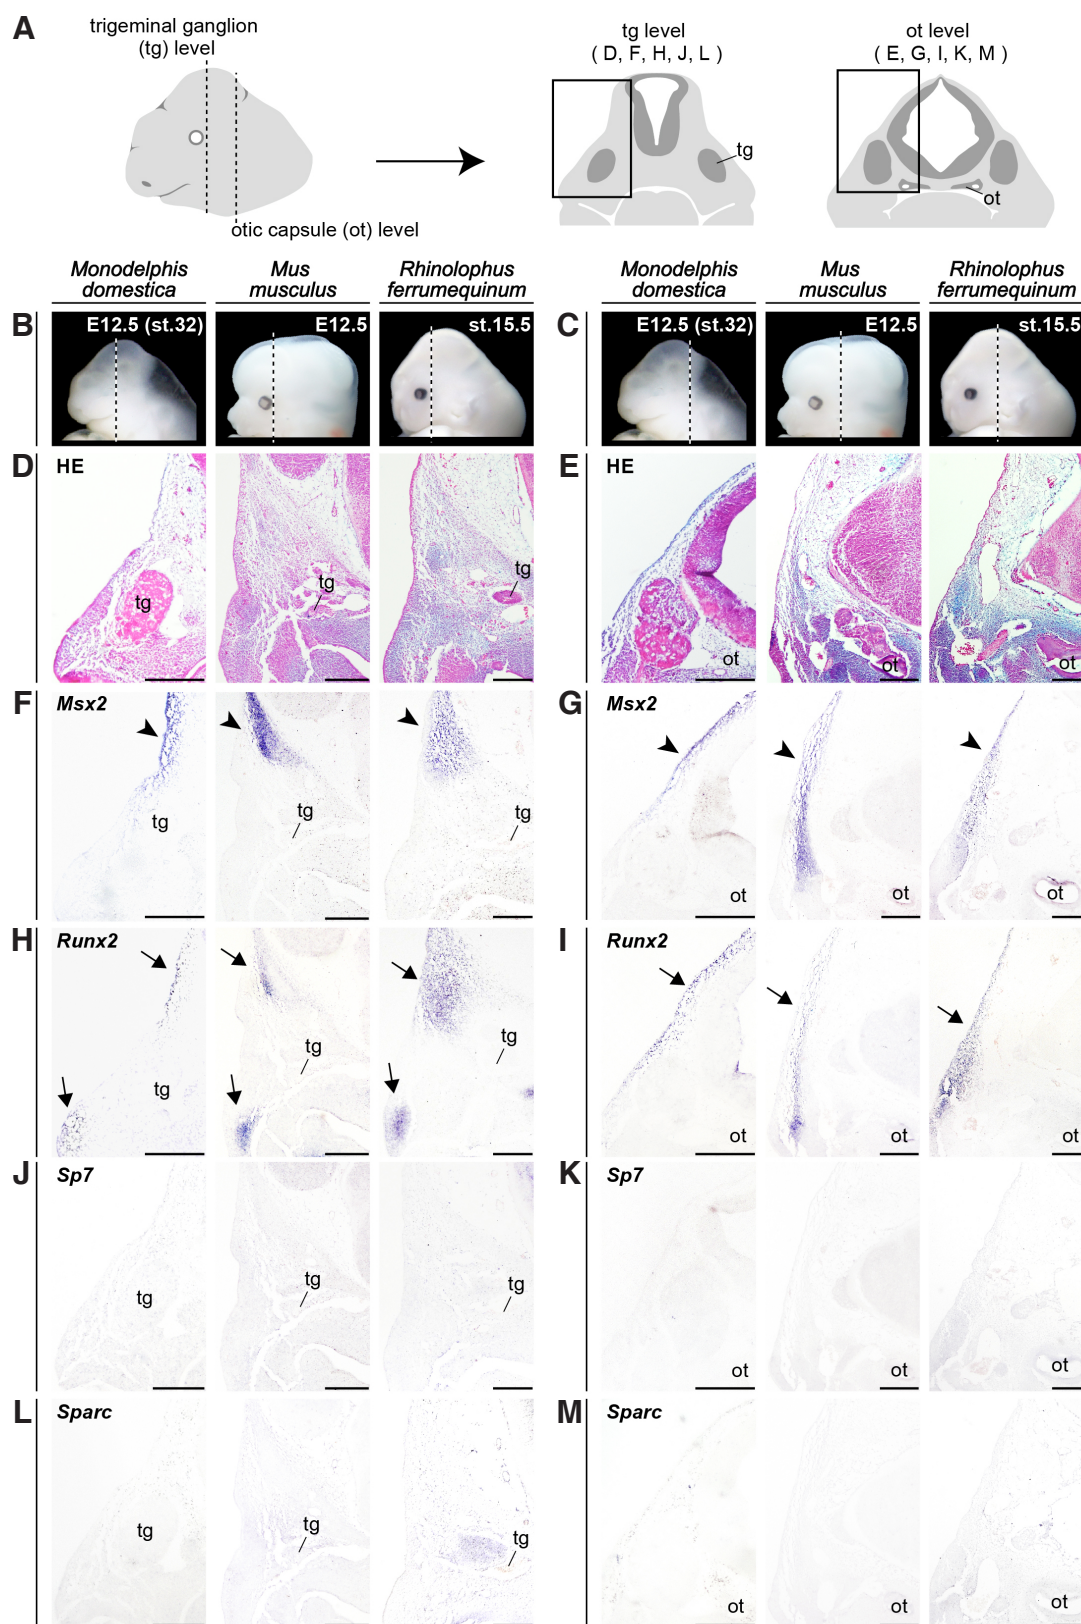 A
trigeminal ganglion
(tg) level
otic capsule (ot) level
tg level
( D, F, H, J, L )
tg
ot level
( E, G, I, K, M )
ot
Monodelphis
domestica
Mus
musculus
Rhinolophus
ferrumequinum
Monodelphis
domestica
Mus
musculus
Rhinolophus
ferrumequinum
B
E12.5 (st.32)
E12.5
st.15.5
C
E12.5 (st.32)
E12.5
st.15.5
D
HE
tg
tg
tg
E
HE
ot
ot
ot
F
Msx2
tg
tg
tg
G
Msx2
ot
ot
ot
H
Runx2
tg
tg
tg
I
Runx2
ot
ot
ot
J
Sp7
tg
tg
tg
K
Sp7
ot
ot
ot
L
Sparc
tg
tg
tg
M
Sparc
ot
ot
ot